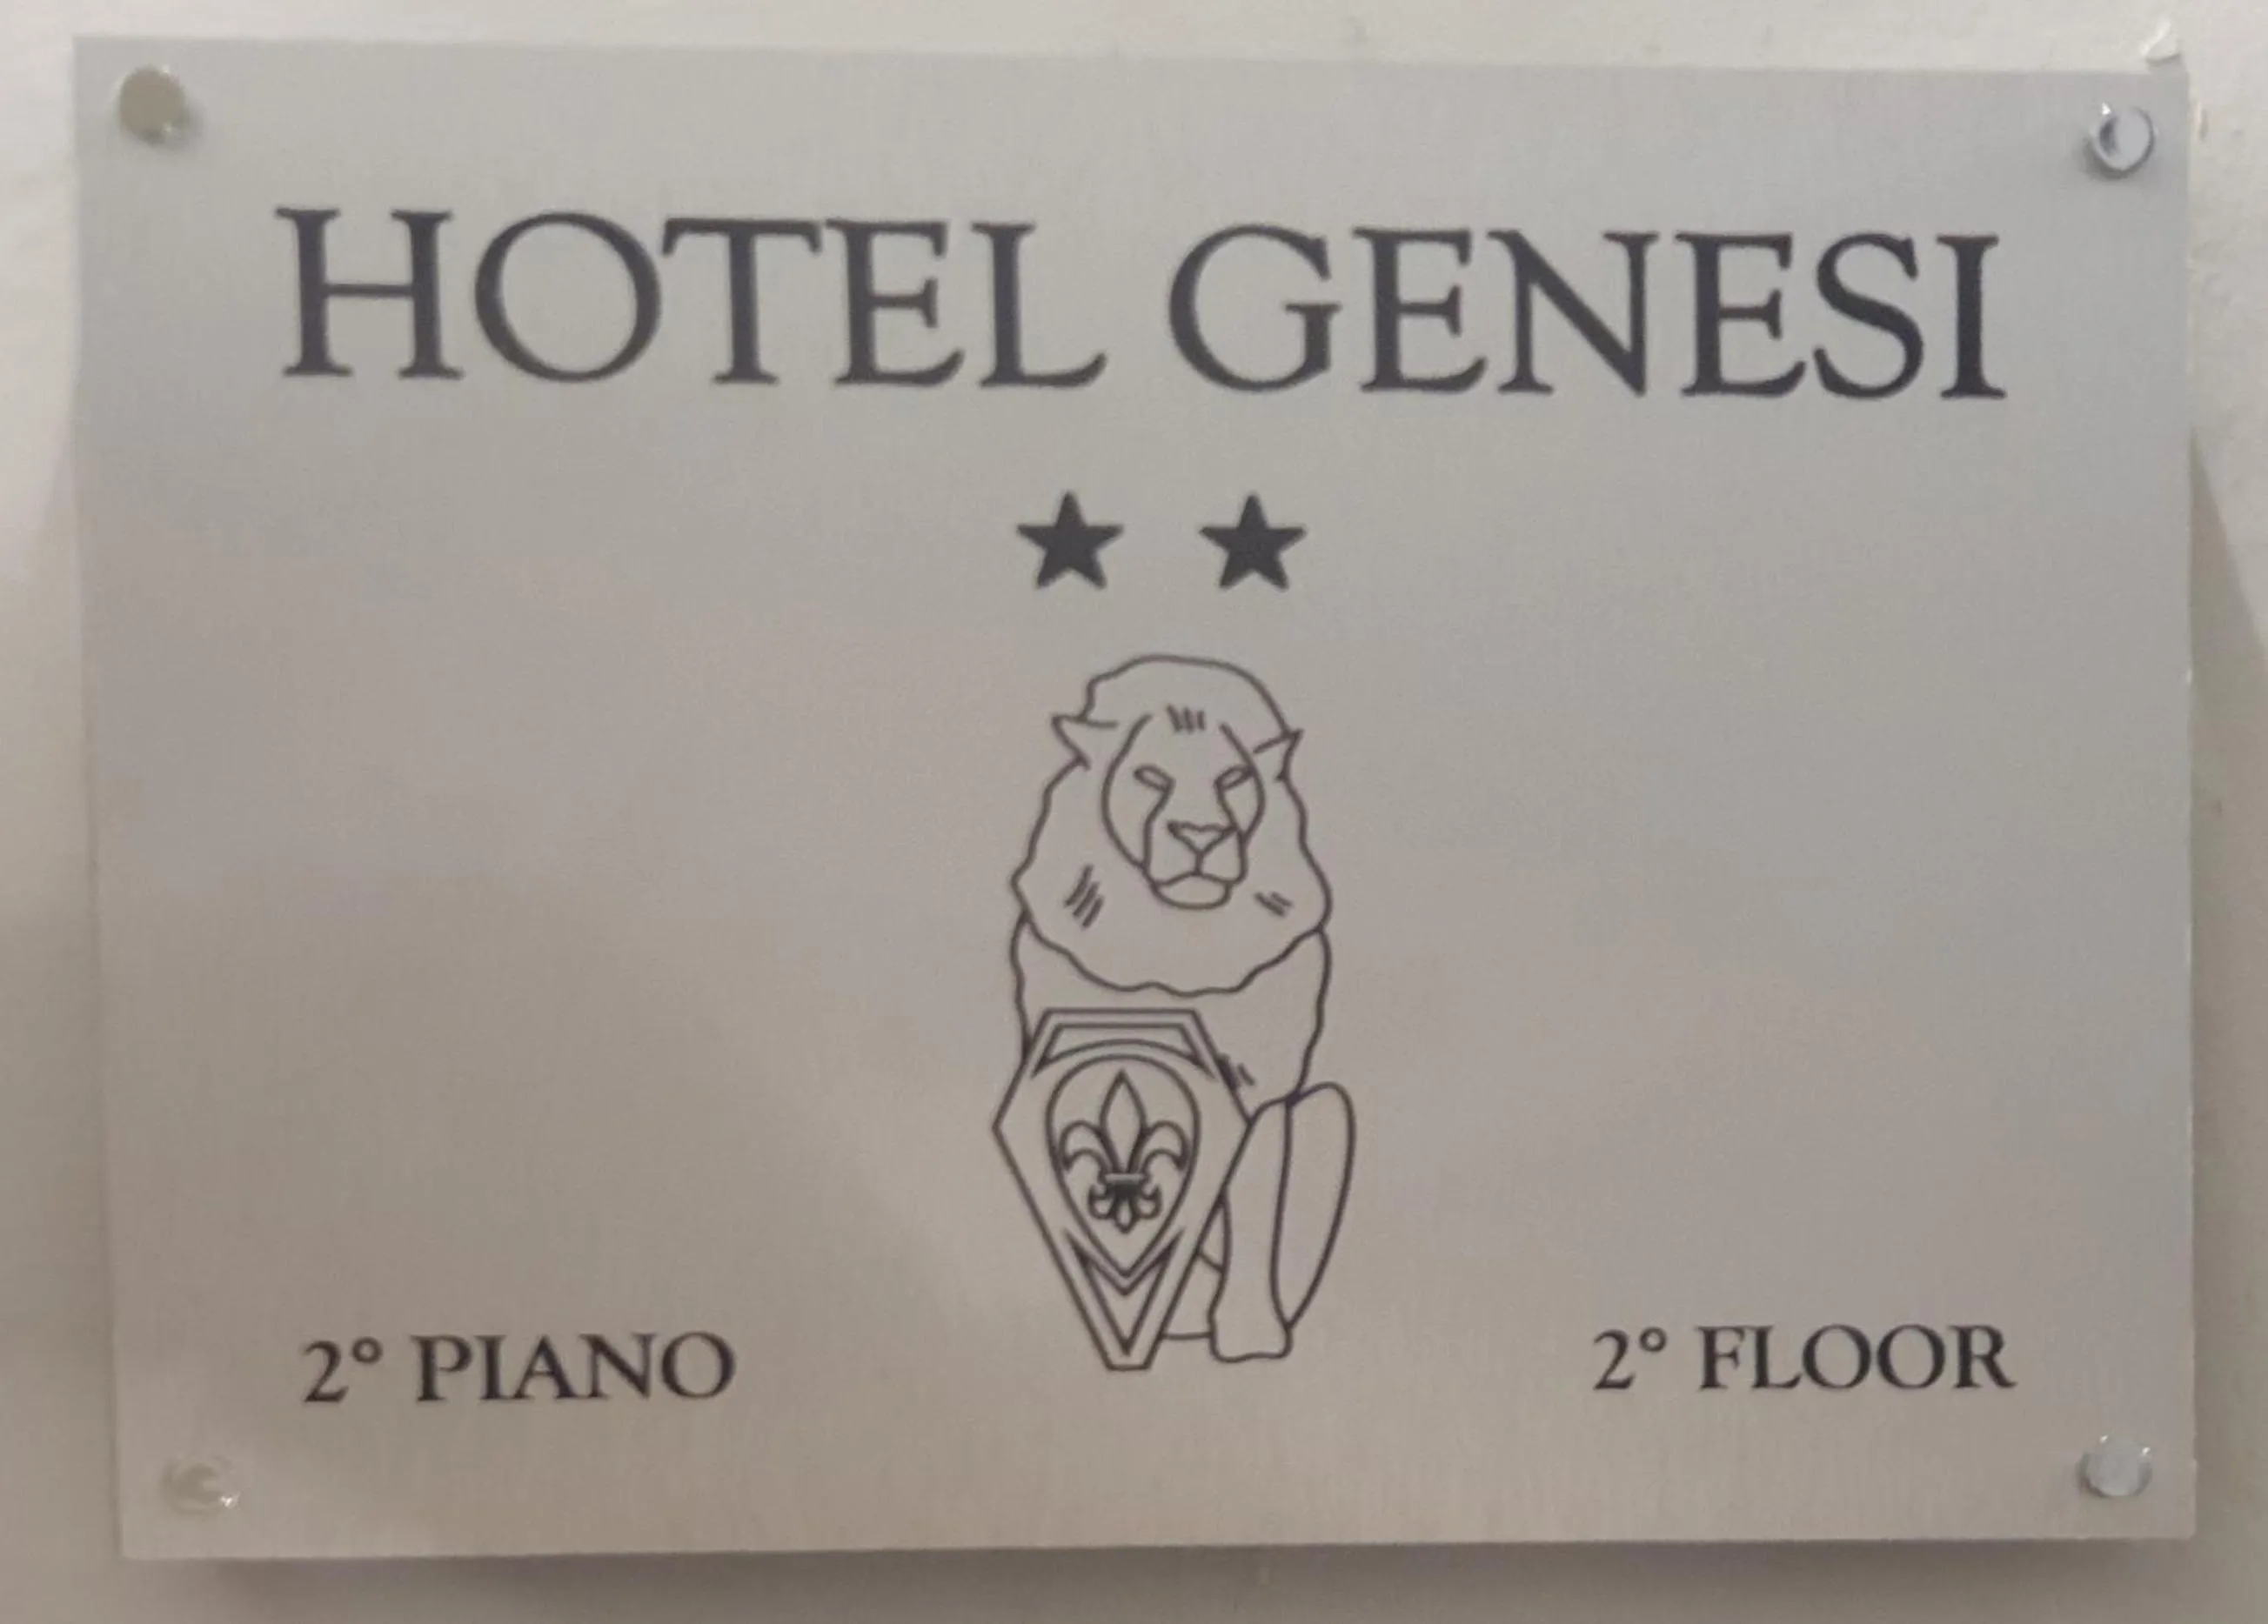 HOTEL GENESI
★ ★
2° PIANO
2° FLOOR